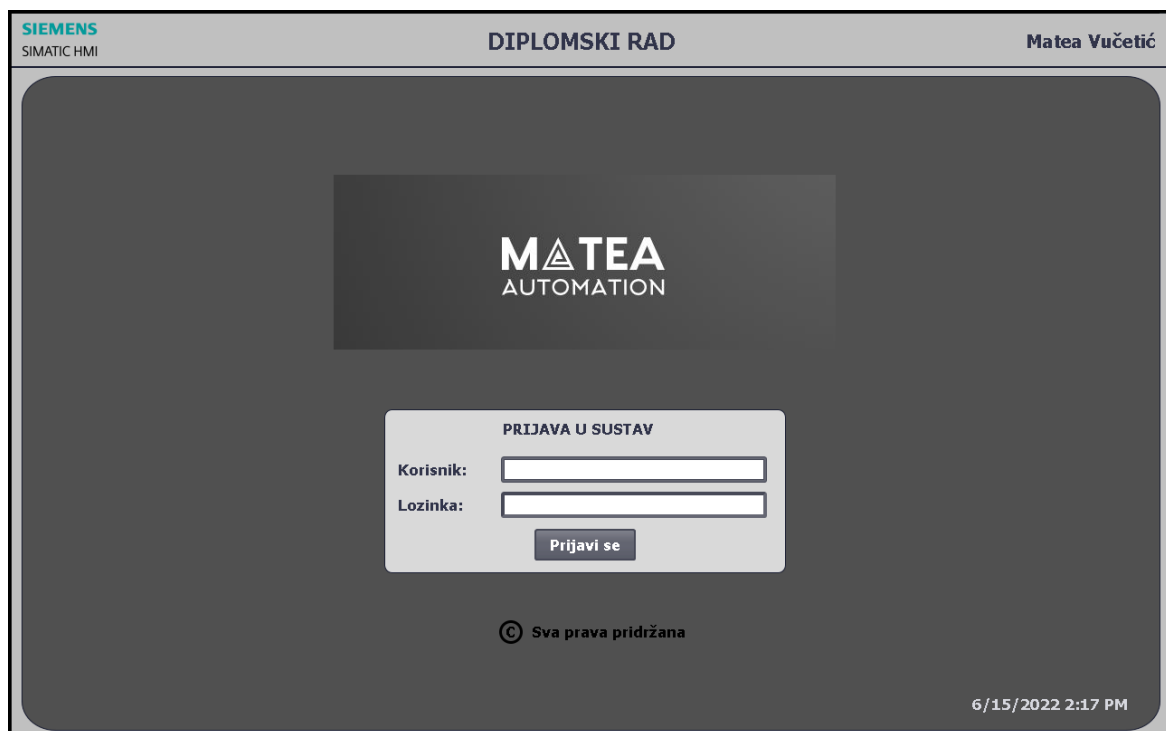 SIEMENS
SIMATIC HMI
DIPLOMSKI RAD
Matea Vučetić
MATEA
AUTOMATION
PRIJAVA U SUSTAV
Korisnik:
Lozinka:
Prijavi se
© Sva prava pridržana
6/15/2022 2:17 PM